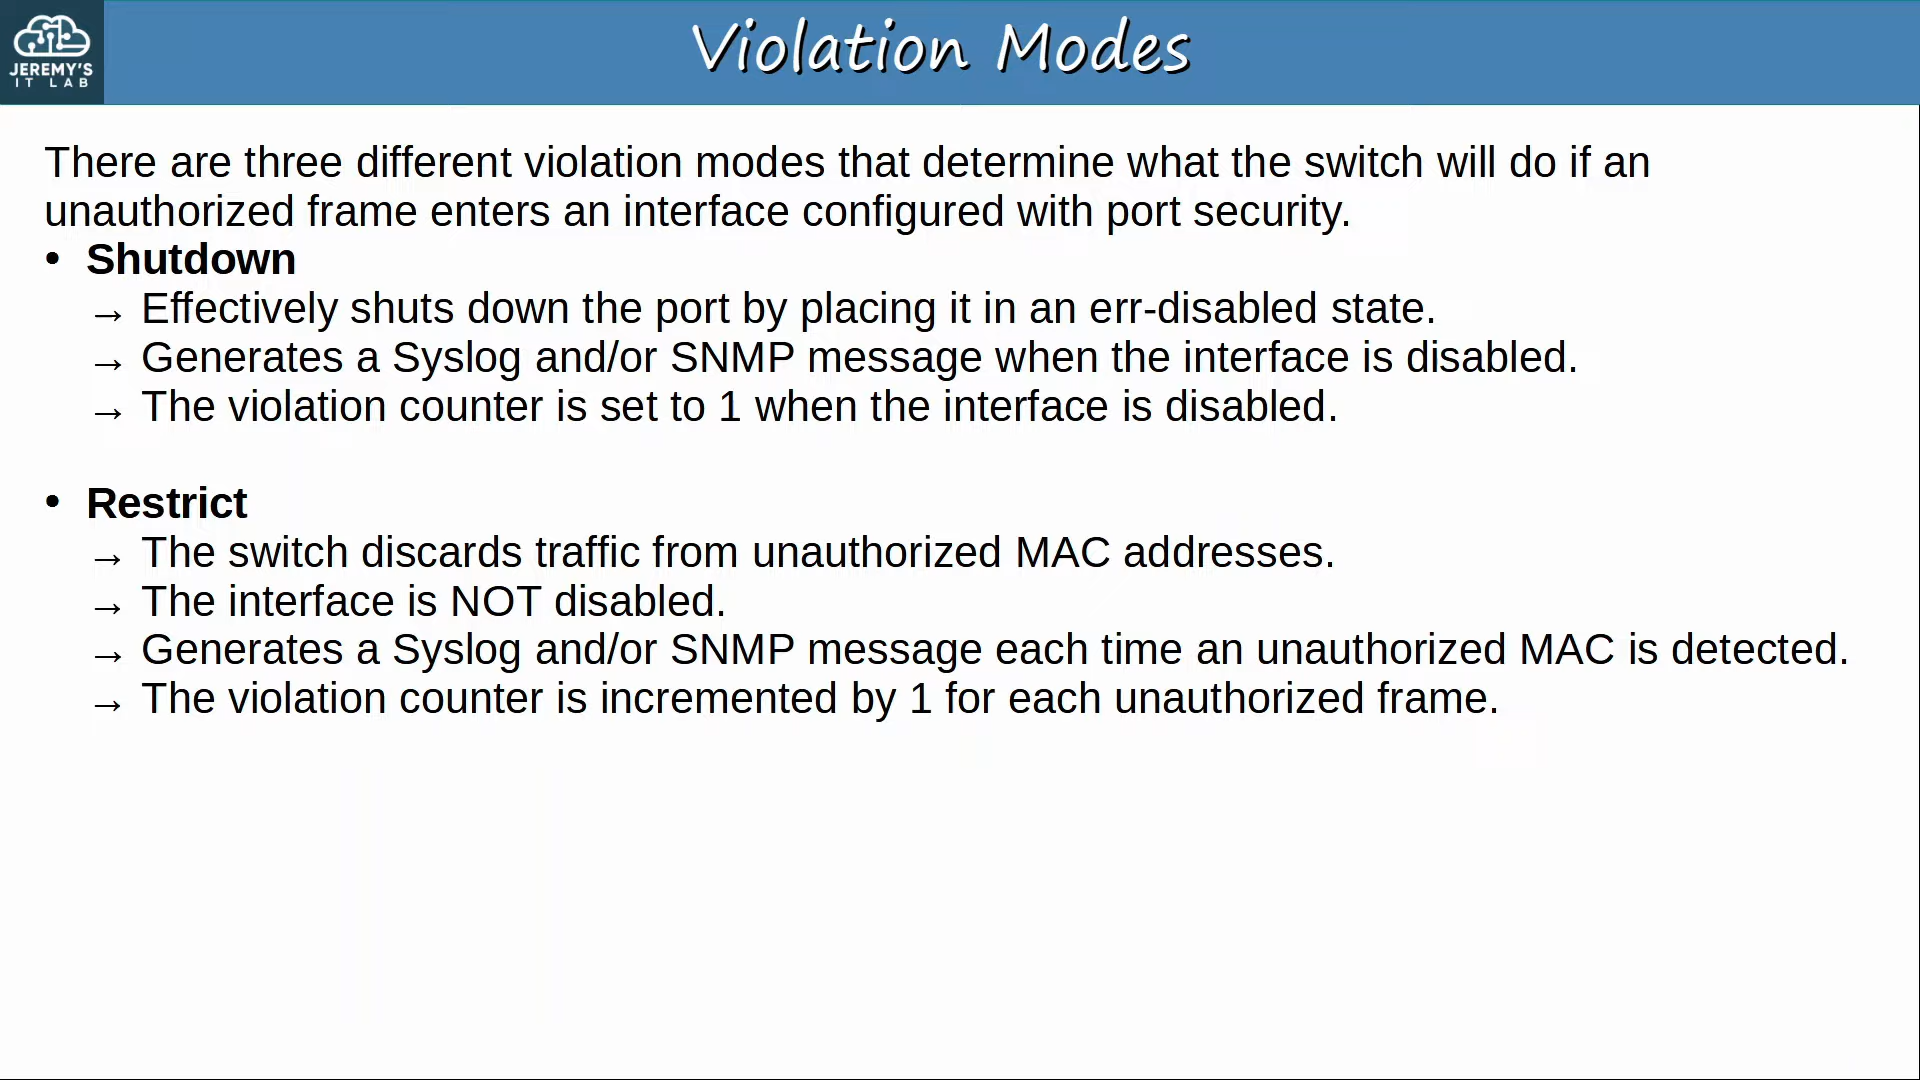 JEREMY'S
IT LAB
Violation Modes
There are three different violation modes that determine what the switch will do if an
unauthorized frame enters an interface configured with port security.
• Shutdown
→ Effectively shuts down the port by placing it in an err-disabled state.
→ Generates a Syslog and/or SNMP message when the interface is disabled.
→ The violation counter is set to 1 when the interface is disabled.
• Restrict
→ The switch discards traffic from unauthorized MAC addresses.
→ The interface is NOT disabled.
→ Generates a Syslog and/or SNMP message each time an unauthorized MAC is detected.
→ The violation counter is incremented by 1 for each unauthorized frame.